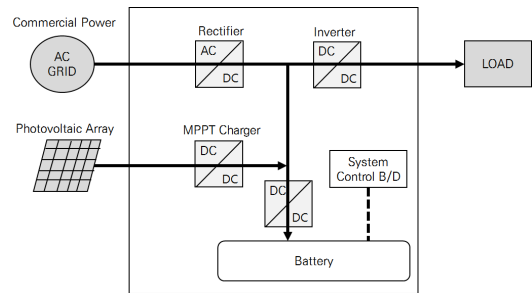 Commercial Power
Rectifier
Inverter
AC
GRID
AC
DC
DC
DC
LOAD
Photovoltaic Array
MPPT Charger
DC
DC
System
Control B/D
DC
DC
Battery